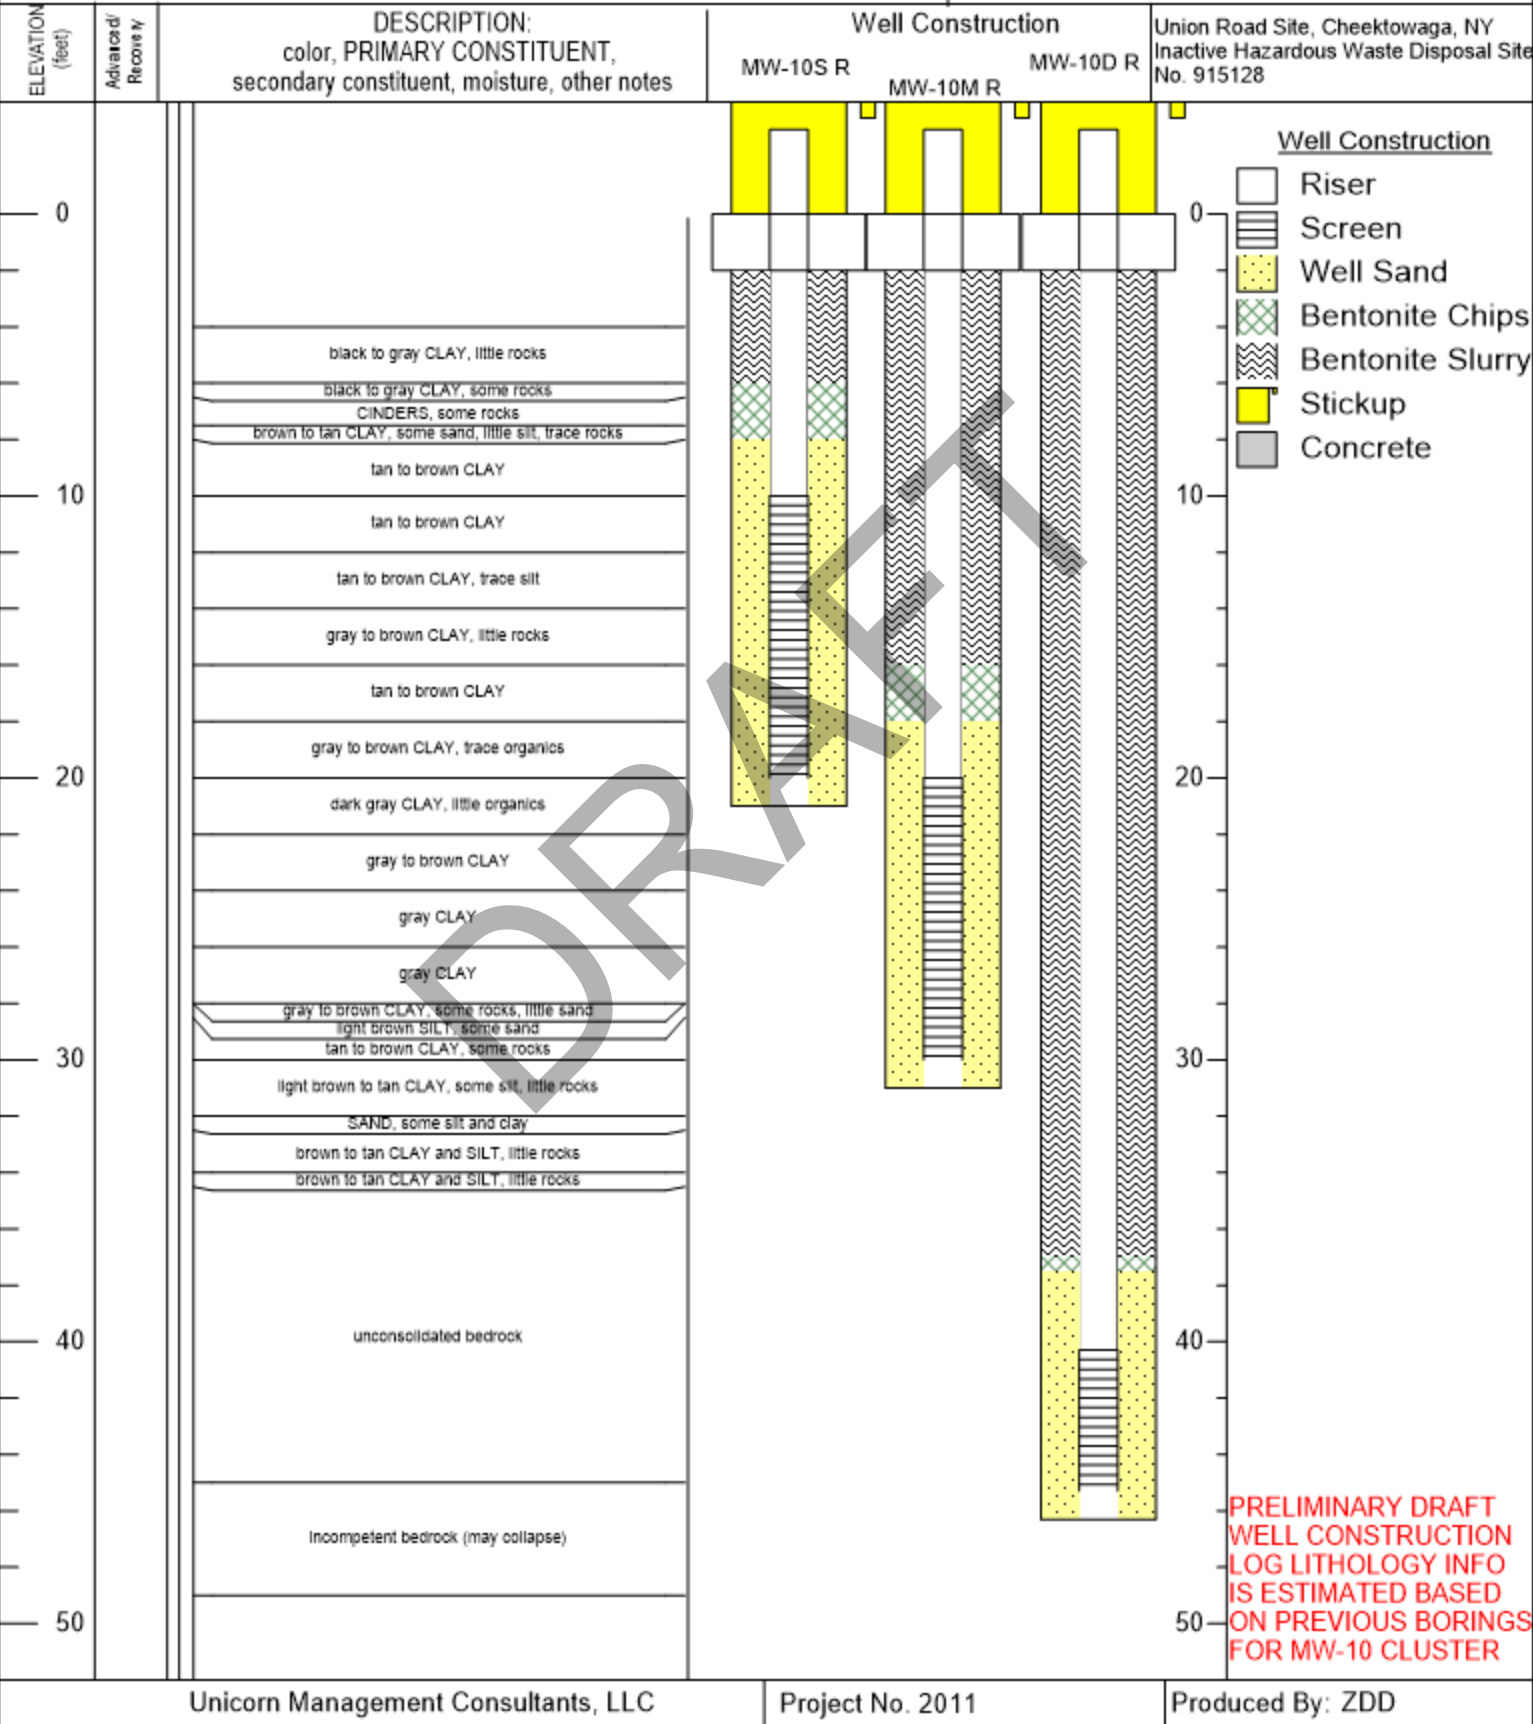 ELEVATION
(feet)
Advanced/
Recovery
DESCRIPTION:
color, PRIMARY CONSTITUENT,
secondary constituent, moisture, other notes
Well Construction
MW-10S R
MW-10M R
MW-10D R
Union Road Site, Cheektowaga, NY
Inactive Hazardous Waste Disposal Site
No. 915128
Well Construction
Riser
Screen
Well Sand
Bentonite Chips
Bentonite Slurry
Stickup
Concrete
0
10
20
30
40
50
black to gray CLAY, little rocks
black to gray CLAY, some rocks
CINDERS, some rocks
brown to tan CLAY, some sand, little silt, trace rocks
tan to brown CLAY
tan to brown CLAY
tan to brown CLAY, trace silt
gray to brown CLAY, little rocks
tan to brown CLAY
gray to brown CLAY, trace organics
dark gray CLAY, little organics
gray to brown CLAY
gray CLAY
gray CLAY
gray to brown CLAY, some rocks, little sand
light brown SILT, some sand
tan to brown CLAY, some rocks
light brown to tan CLAY, some silt, little rocks
SAND, some silt and clay
brown to tan CLAY and SILT, little rocks
brown to tan CLAY and SILT, little rocks
unconsolidated bedrock
Incompetent bedrock (may collapse)
0
10
20
30
40
50
DRAFT
PRELIMINARY DRAFT
WELL CONSTRUCTION
LOG LITHOLOGY INFO
IS ESTIMATED BASED
ON PREVIOUS BORINGS
FOR MW-10 CLUSTER
Unicorn Management Consultants, LLC
Project No. 2011
Produced By: ZDD